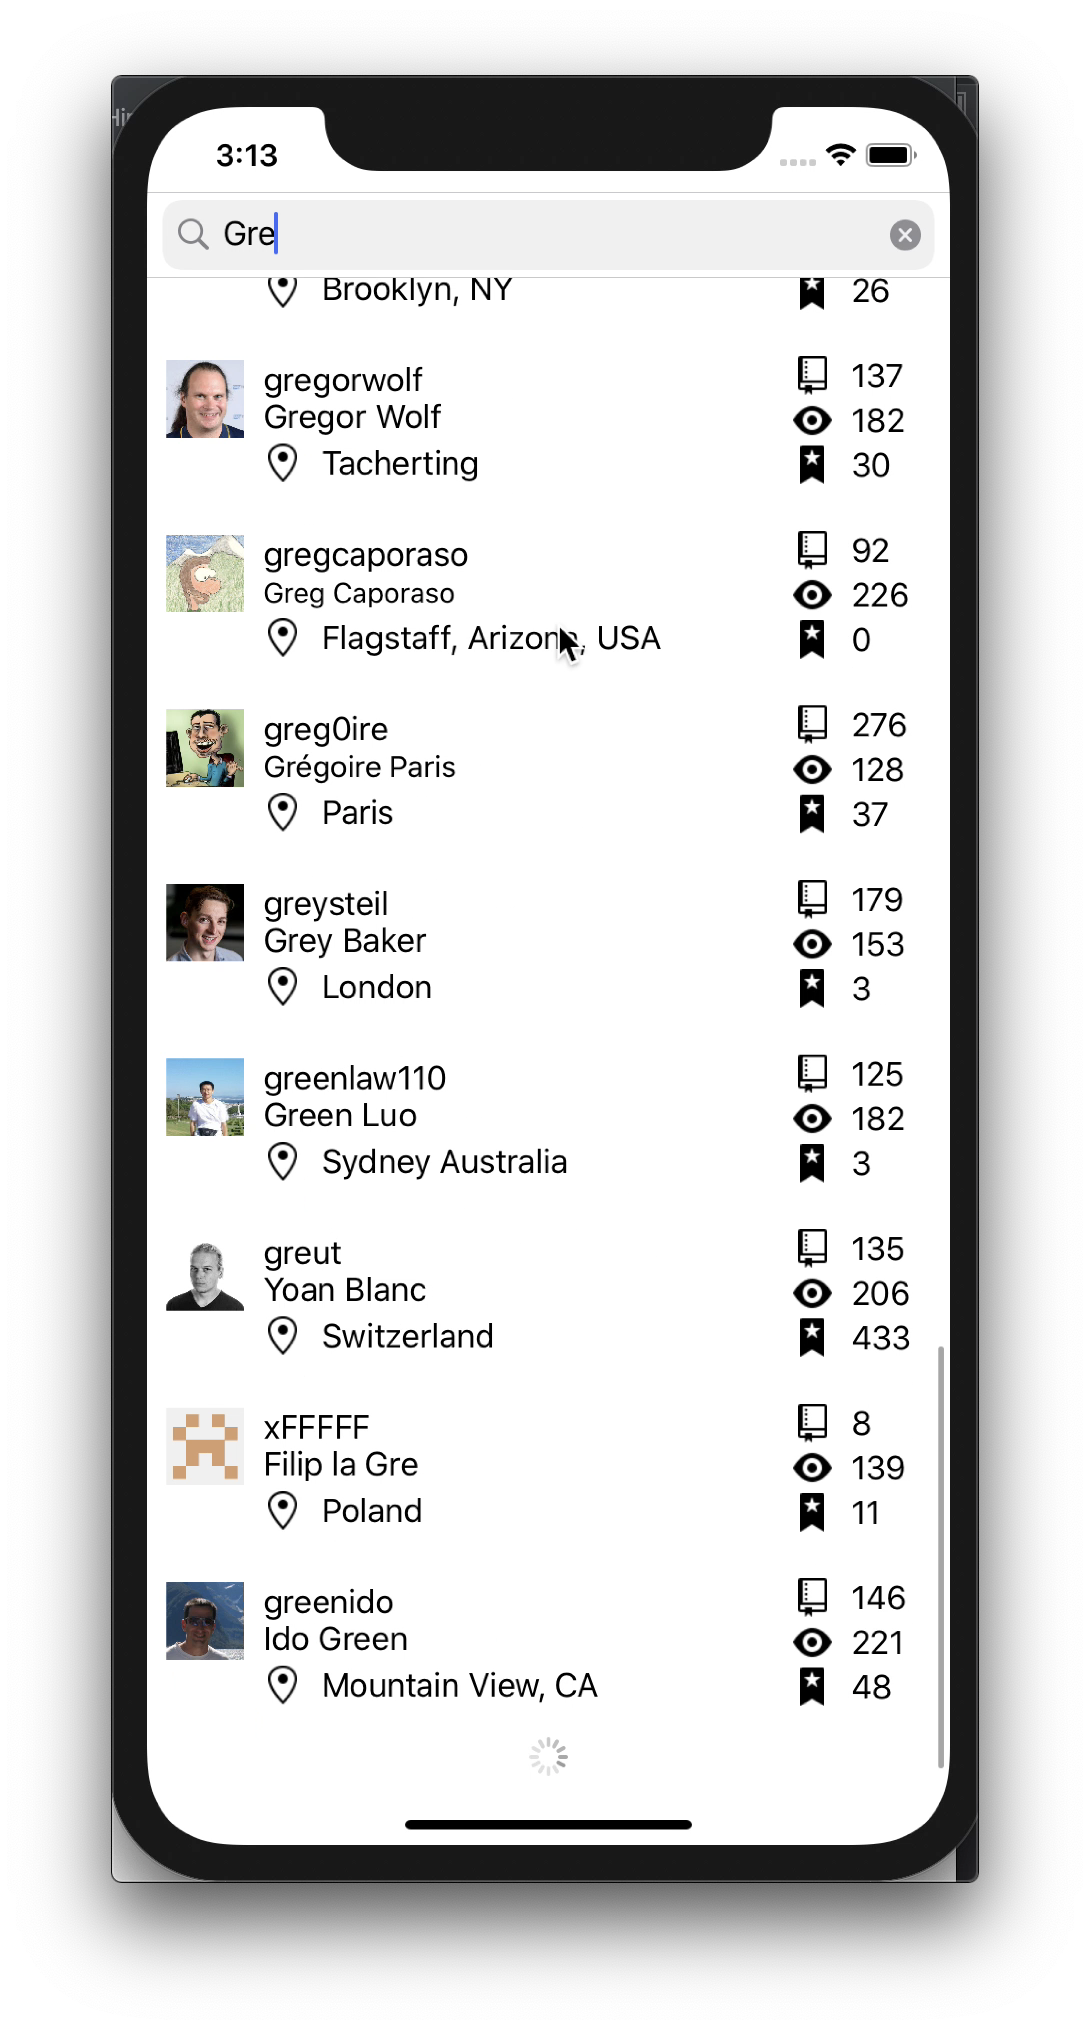 3:13
Gre
Brooklyn, NY 26
gregorwolf 137
Gregor Wolf 182
Tacherting 30
gregcaporaso 92
Greg Caporaso 226
Flagstaff, Arizona, USA 0
greg0ire 276
Grégoire Paris 128
Paris 37
greysteil 179
Grey Baker 153
London 3
greenlaw110 125
Green Luo 182
Sydney Australia 3
greut 135
Yoan Blanc 206
Switzerland 433
xFFFFF 8
Filip la Gre 139
Poland 11
greenido 146
Ido Green 221
Mountain View, CA 48